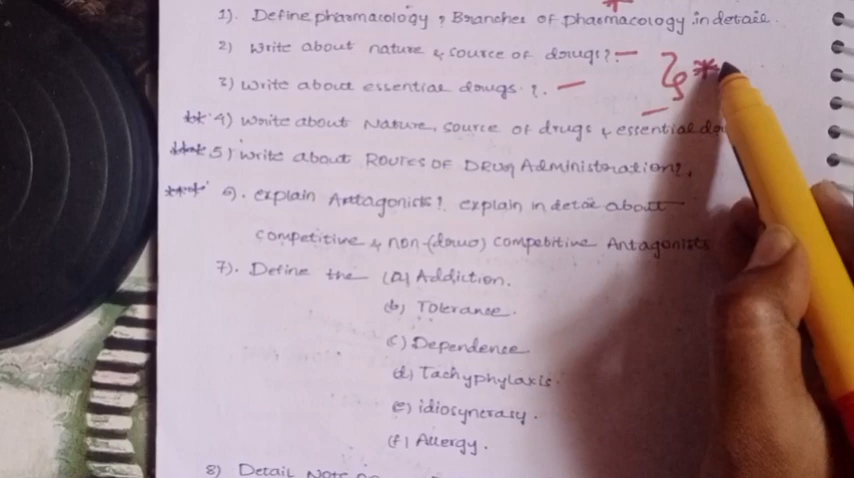 1). Define pharmacology, Branches of pharmacology in detail.
2) Write about nature & source of drugs?
3) Write about essential drugs ?.
** 4) Write about Nature, source of drugs & essential
*** 5) Write about ROUTES OF DRUG Administration?.
*** 6). explain Antagonists? explain in detail about
competitive & non-(drug) competitive Antagonists
7). Define the (a) Addiction.
(b) Tolerance.
(c) Dependence
(d) Tachyphylaxis.
(e) idiosyncrasy.
(f) Allergy.
8) Detail Note on